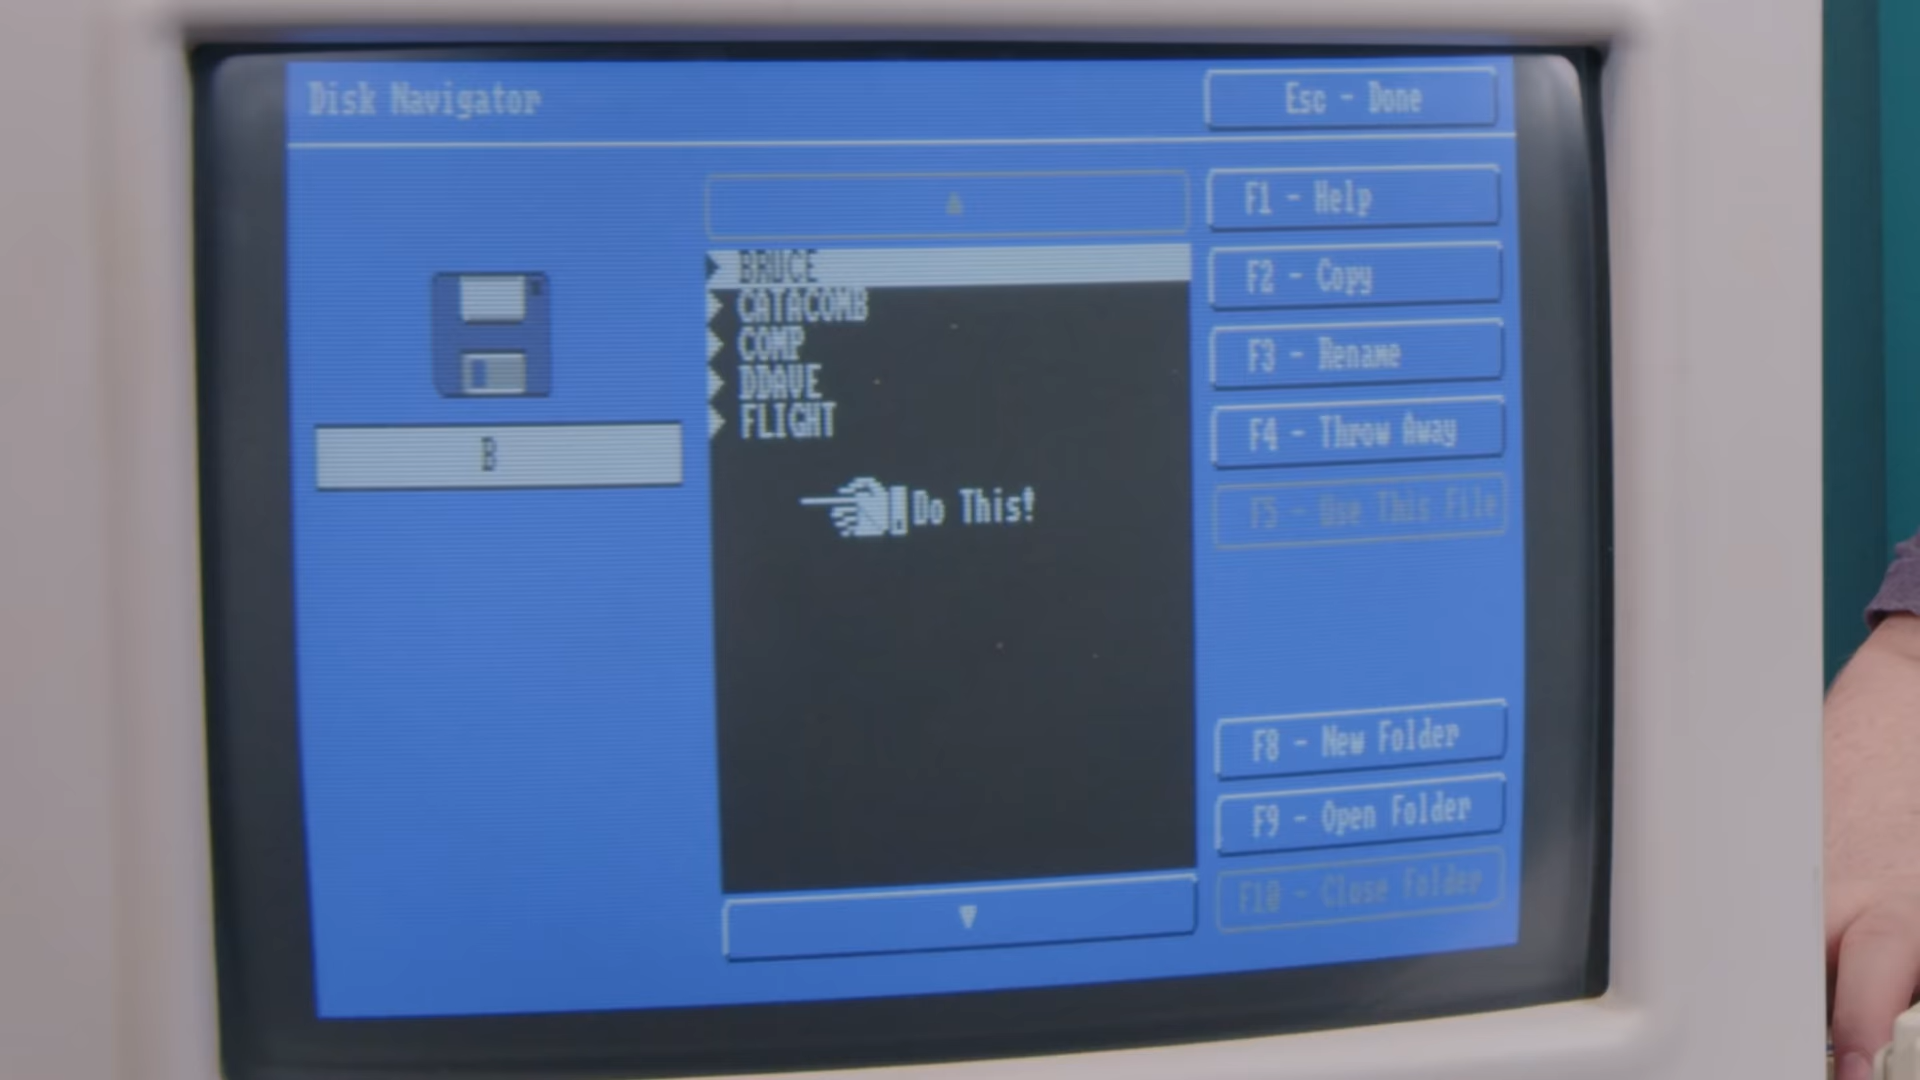 Disk Navigator
Esc - Done
B
▲
BRUCE
CATACOMB
COMP
DDAVE
FLIGHT
Do This!
▼
F1 - Help
F2 - Copy
F3 - Rename
F4 - Throw Away
F5 - Use This File
F8 - New Folder
F9 - Open Folder
F10 - Close Folder